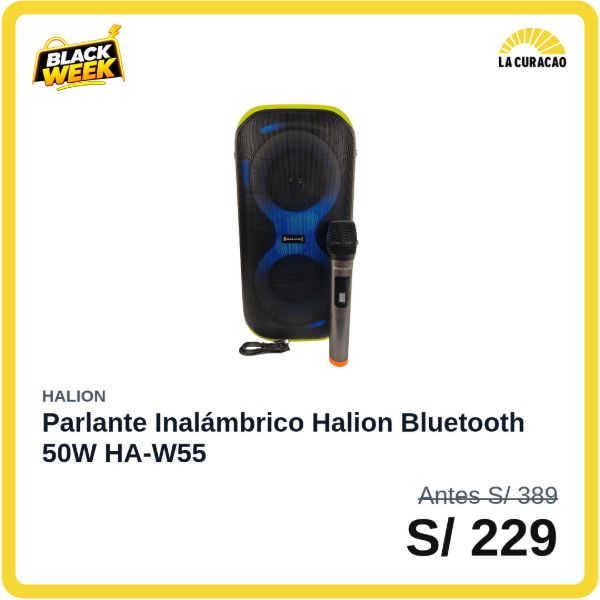 BLACK
WEEK
LA CURACAO
HALION
Parlante Inalámbrico Halion Bluetooth
50W HA-W55
Antes S/ 389
S/ 229